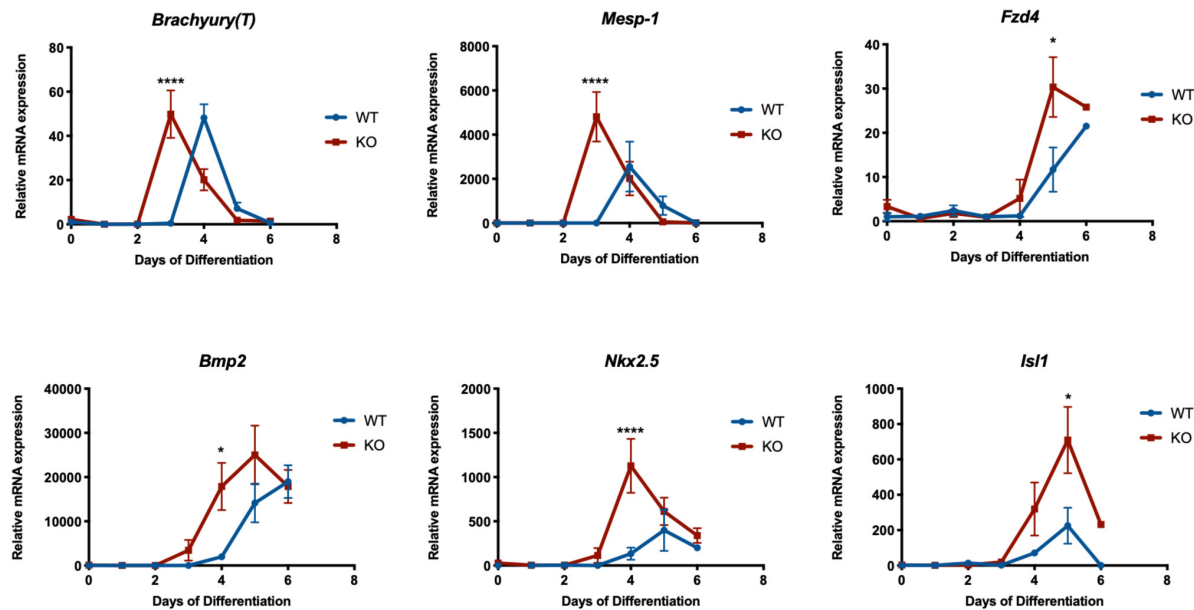 Brachyury(T)
Relative mRNA expression
80
60
40
20
0
****
0 2 4 6 8
Days of Differentiation
WT
KO
Mesp-1
Relative mRNA expression
8000
6000
4000
2000
0
****
0 2 4 6 8
Days of Differentiation
WT
KO
Fzd4
Relative mRNA expression
40
30
20
10
0
*
0 2 4 6 8
Days of Differentiation
WT
KO
Bmp2
Relative mRNA expression
40000
30000
20000
10000
0
*
0 2 4 6 8
Days of Differentiation
WT
KO
Nkx2.5
Relative mRNA expression
2000
1500
1000
500
0
****
0 2 4 6 8
Days of Differentiation
WT
KO
Isl1
Relative mRNA expression
1000
800
600
400
200
0
*
0 2 4 6 8
Days of Differentiation
WT
KO